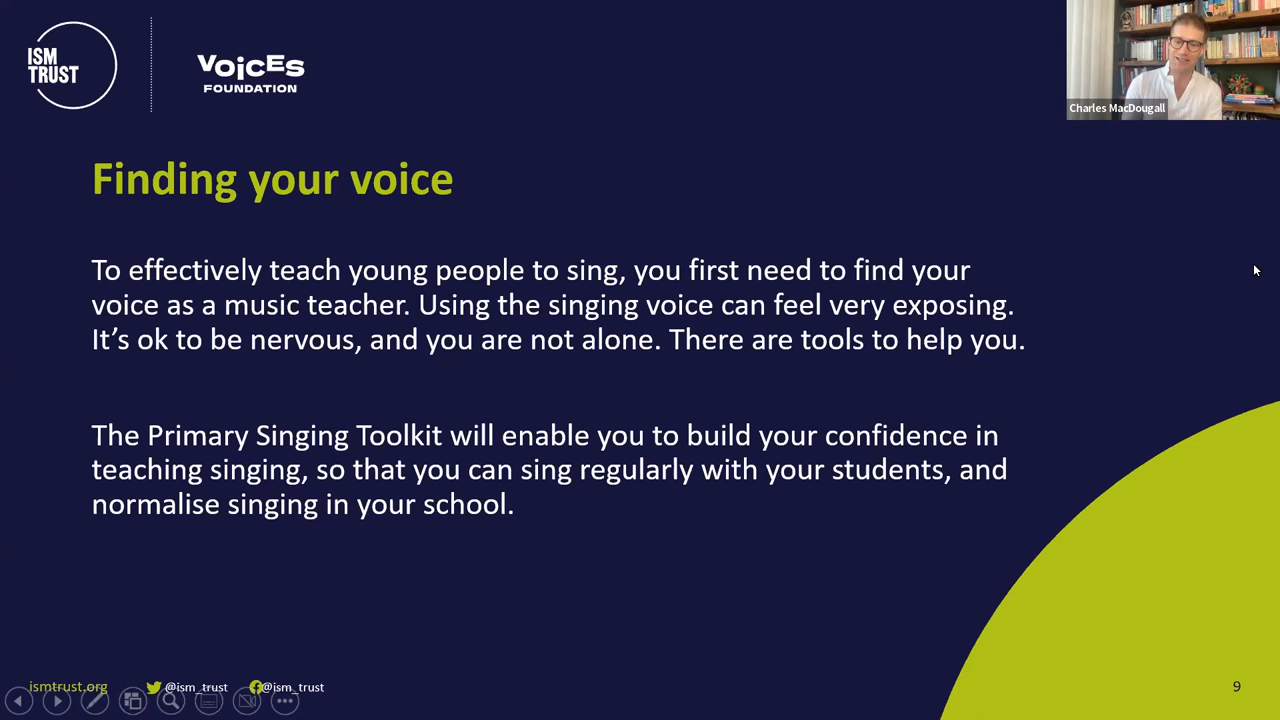 ISM
TRUST
VoicEs
FOUNDATION
Charles MacDougall
Finding your voice
To effectively teach young people to sing, you first need to find your
voice as a music teacher. Using the singing voice can feel very exposing.
It’s ok to be nervous, and you are not alone. There are tools to help you.
The Primary Singing Toolkit will enable you to build your confidence in
teaching singing, so that you can sing regularly with your students, and
normalise singing in your school.
ismtrust.org @ism_trust @ism_trust
9